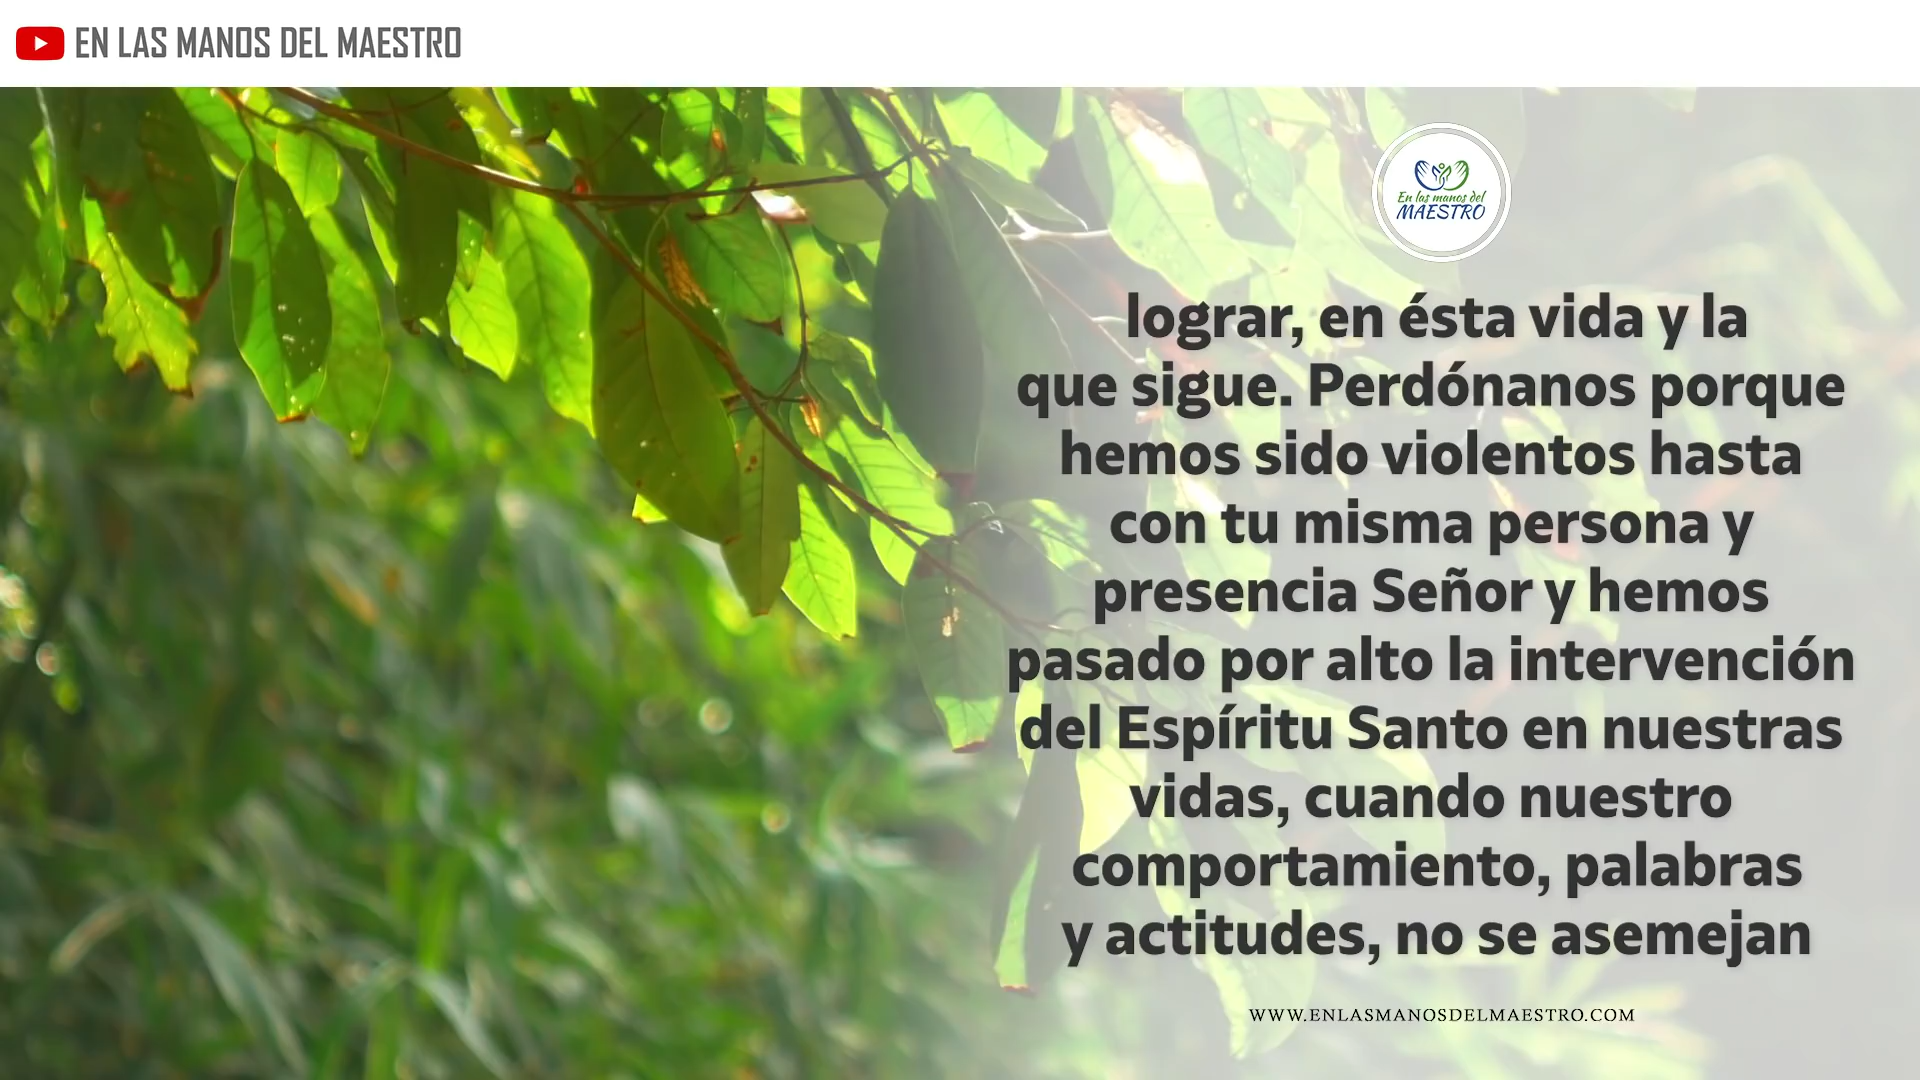 EN LAS MANOS DEL MAESTRO
En las manos del
MAESTRO
lograr, en ésta vida y la
que sigue. Perdónanos porque
hemos sido violentos hasta
con tu misma persona y
presencia Señor y hemos
pasado por alto la intervención
del Espíritu Santo en nuestras
vidas, cuando nuestro
comportamiento, palabras
y actitudes, no se asemejan
WWW.ENLASMANOSDELMAESTRO.COM